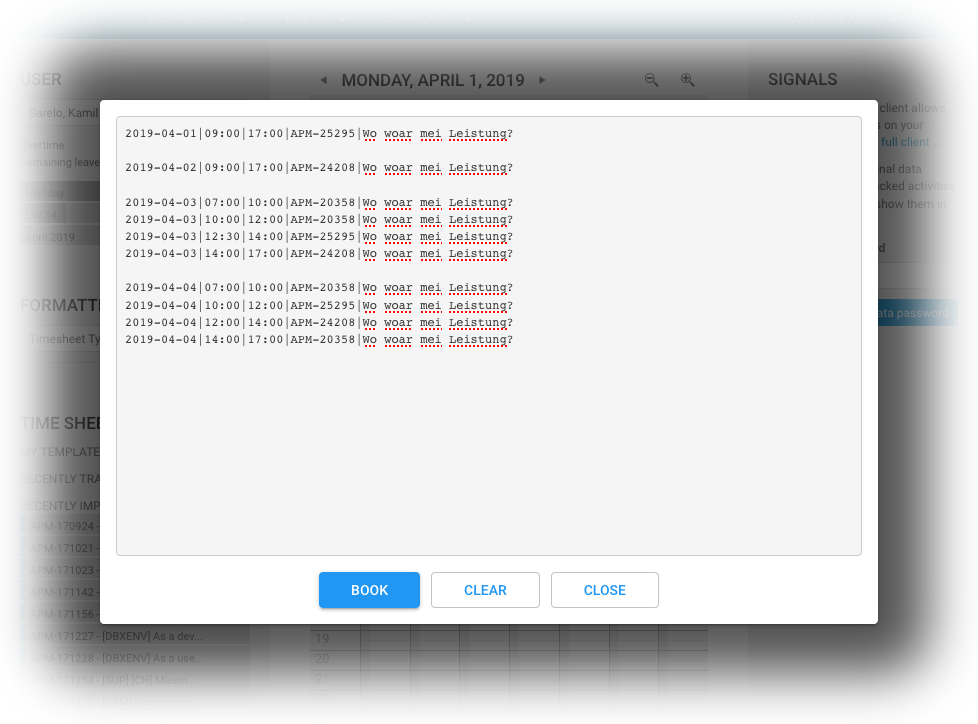 USER
MONDAY, APRIL 1, 2019
SIGNALS
Sarelo, Kamil
client allows
on your
full client...
Overtime
Remaining leave
nal data
cked activities
show them in
2019-04-01|09:00|17:00|APM-25295|Wo woar mei Leistung?
2019-04-02|09:00|17:00|APM-24208|Wo woar mei Leistung?
2019-04-03|07:00|10:00|APM-20358|Wo woar mei Leistung?
2019-04-03|10:00|12:00|APM-20358|Wo woar mei Leistung?
2019-04-03|12:30|14:00|APM-25295|Wo woar mei Leistung?
2019-04-03|14:00|17:00|APM-24208|Wo woar mei Leistung?
2019-04-04|07:00|10:00|APM-20358|Wo woar mei Leistung?
2019-04-04|10:00|12:00|APM-25295|Wo woar mei Leistung?
2019-04-04|12:00|14:00|APM-24208|Wo woar mei Leistung?
2019-04-04|14:00|17:00|APM-20358|Wo woar mei Leistung?
April 2019
FORMATTI
Timesheet Ty
ata password
TIME SHEE
MY TEMPLATE
RECENTLY TRA
RECENTLY IMP
APM-170924 -
APM-171021 -
APM-171023 -
APM-171142 -
APM-171156 -
BOOK
CLEAR
CLOSE
APM-171227 - [DBXENV] As a dev...
APM-171228 - [DBXENV] As a use...
APM-171254 - [SUP] [CH] Missin...
19
20
21